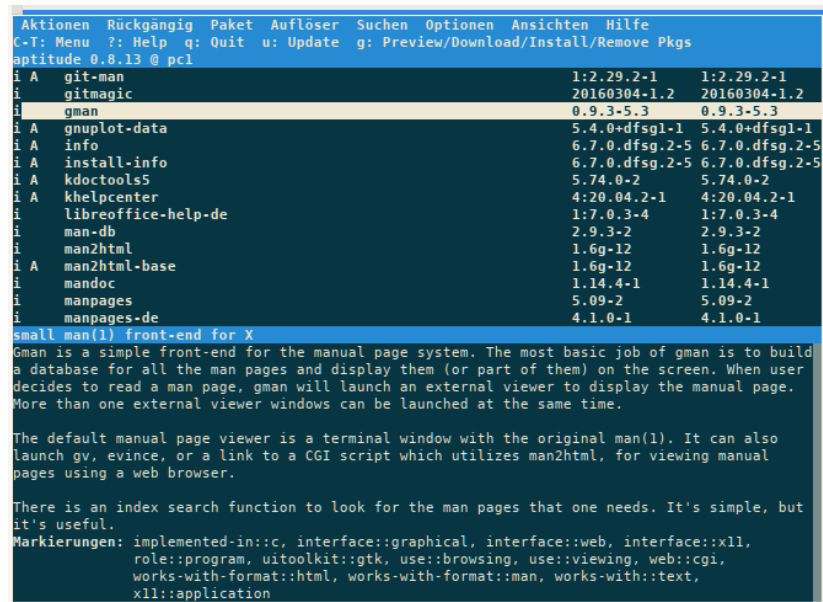 Aktionen Rückgängig Paket Auflöser Suchen Optionen Ansichten Hilfe
C-T: Menu ?: Help q: Quit u: Update g: Preview/Download/Install/Remove Pkgs
aptitude 0.8.13 @ pc1
i A git-man 1:2.29.2-1 1:2.29.2-1
i gitmagic 20160304-1.2 20160304-1.2
i gman 0.9.3-5.3 0.9.3-5.3
i A gnuplot-data 5.4.0+dfsg1-1 5.4.0+dfsg1-1
i A info 6.7.0.dfsg.2-5 6.7.0.dfsg.2-5
i A install-info 6.7.0.dfsg.2-5 6.7.0.dfsg.2-5
i A kdoctools5 5.74.0-2 5.74.0-2
i A khelpcenter 4:20.04.2-1 4:20.04.2-1
i libreoffice-help-de 1:7.0.3-4 1:7.0.3-4
i man-db 2.9.3-2 2.9.3-2
i man2html 1.6g-12 1.6g-12
i A man2html-base 1.6g-12 1.6g-12
i mandoc 1.14.4-1 1.14.4-1
i manpages 5.09-2 5.09-2
i manpages-de 4.1.0-1 4.1.0-1
small man(1) front-end for X
Gman is a simple front-end for the manual page system. The most basic job of gman is to build
a database for all the man pages and display them (or part of them) on the screen. When user
decides to read a man page, gman will launch an external viewer to display the manual page.
More than one external viewer windows can be launched at the same time.
The default manual page viewer is a terminal window with the original man(1). It can also
launch gv, evince, or a link to a CGI script which utilizes man2html, for viewing manual
pages using a web browser.
There is an index search function to look for the man pages that one needs. It's simple, but
it's useful.
Markierungen: implemented-in::c, interface::graphical, interface::web, interface::x11,
role::program, uitoolkit::gtk, use::browsing, use::viewing, web::cgi,
works-with-format::html, works-with-format::man, works-with::text,
x11::application